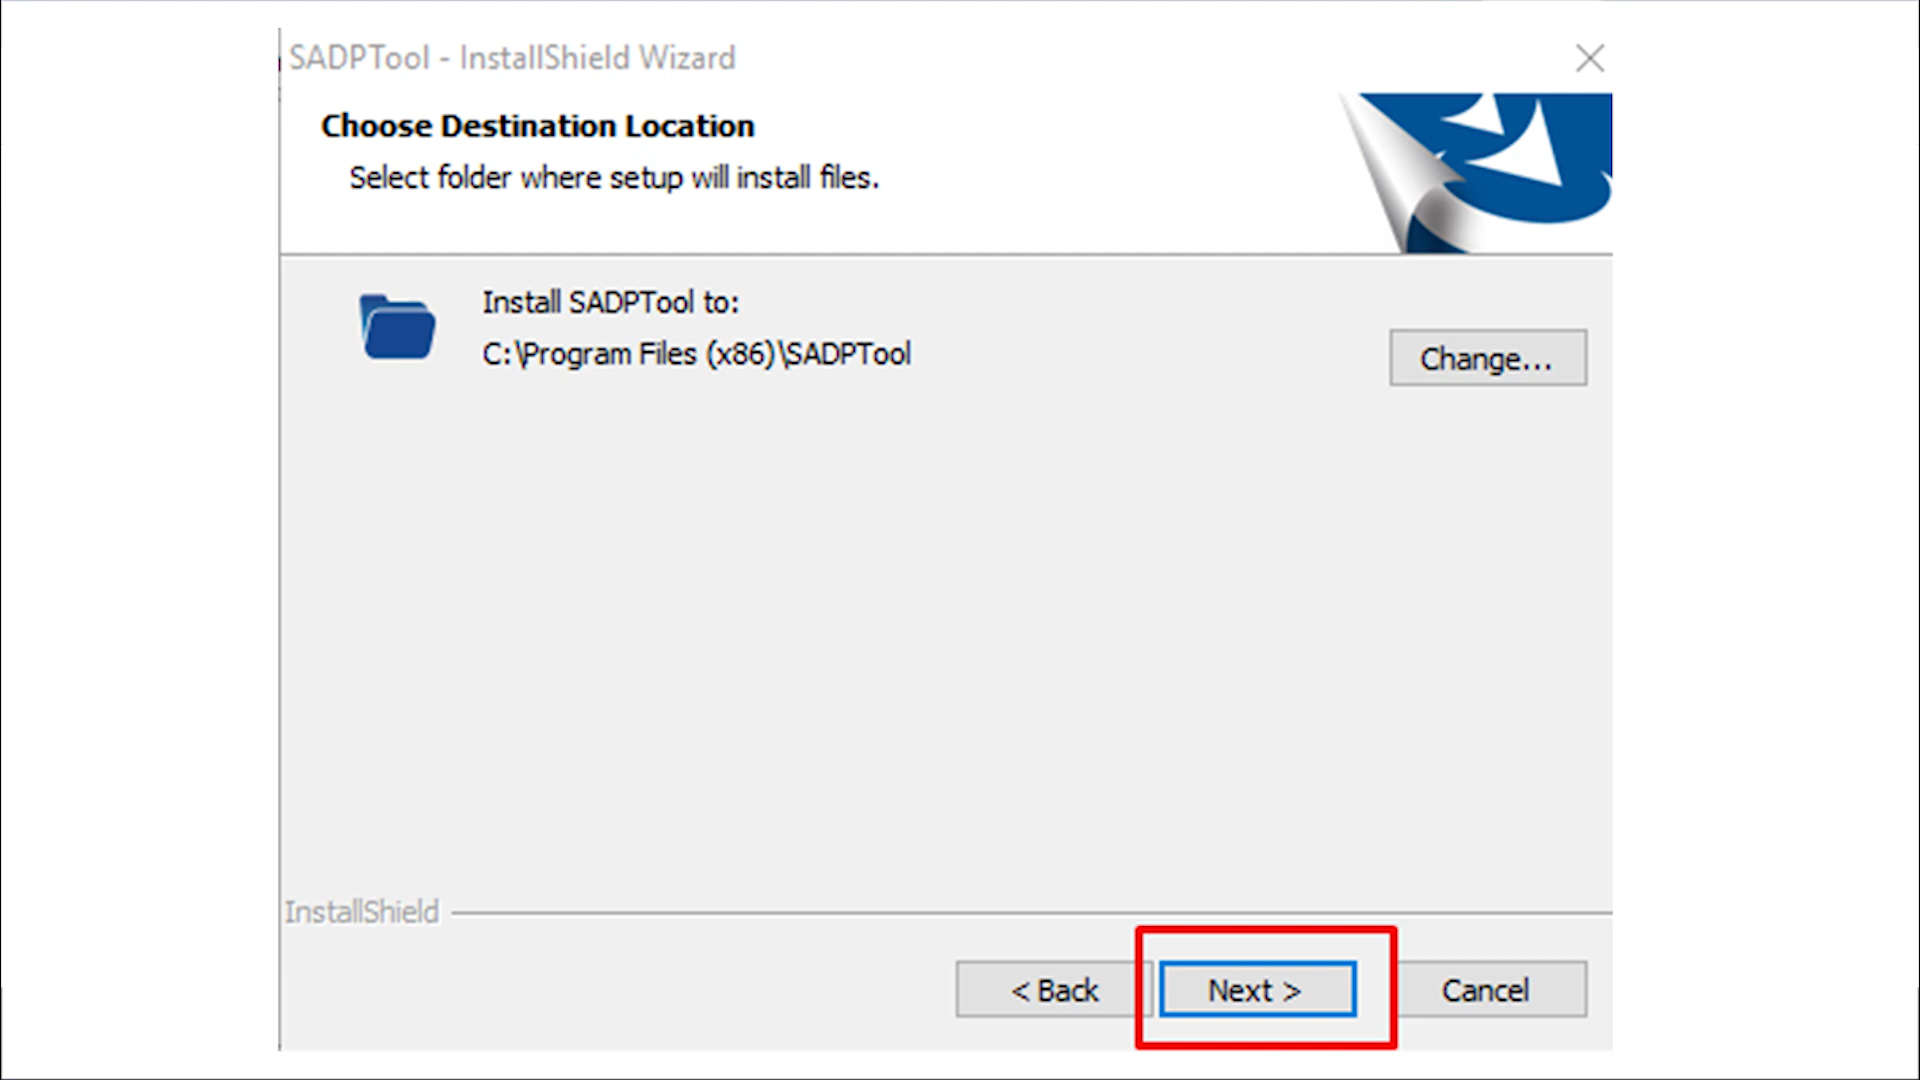 SADPTool - InstallShield Wizard
Choose Destination Location
Select folder where setup will install files.
Install SADPTool to:
C:\Program Files (x86)\SADPTool
Change...
InstallShield
< Back
Next >
Cancel